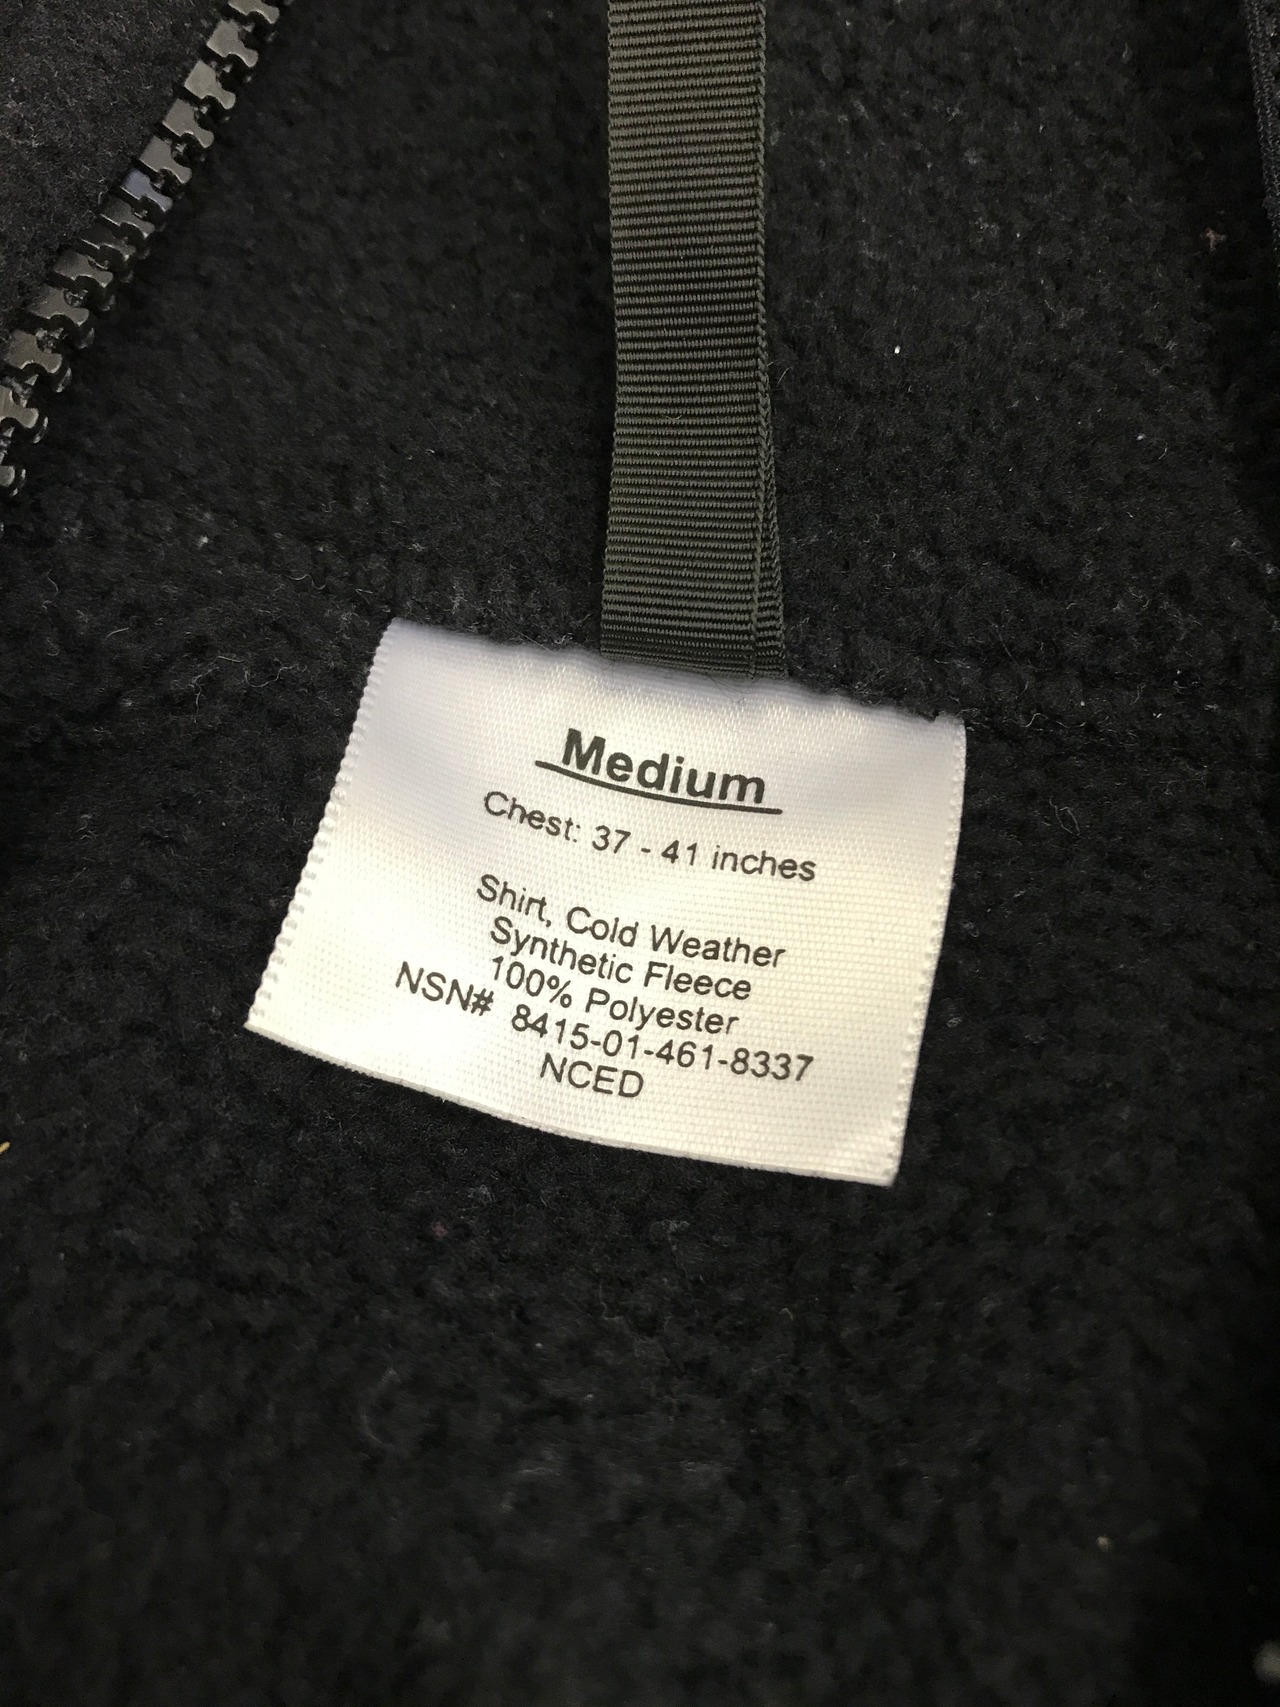 Medium
Chest: 37 - 41 inches
Shirt, Cold Weather
Synthetic Fleece
100% Polyester
NSN# 8415-01-461-8337
NCED